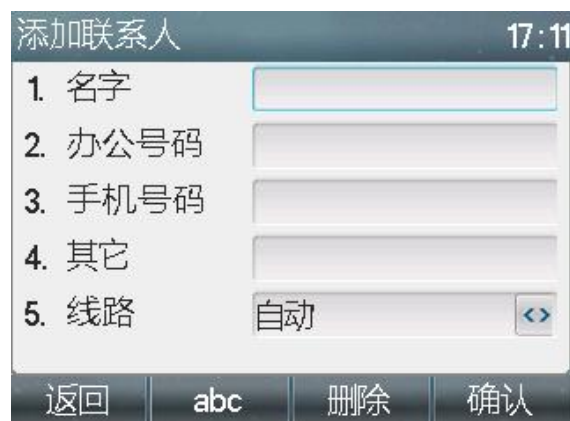 添加联系人 17:11
1. 名字
2. 办公号码
3. 手机号码
4. 其它
5. 线路 自动 <>
返回 abc 删除 确认